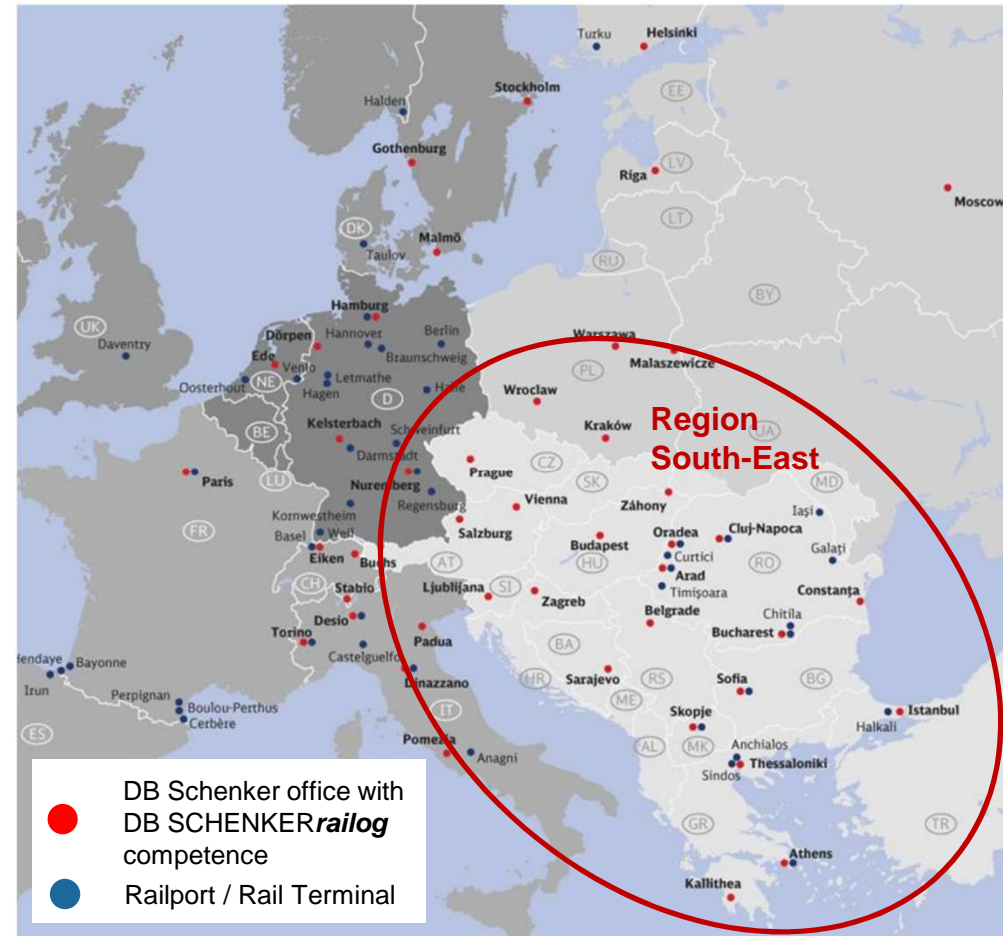 Turku
Helsinki
Stockholm
EE
Halden
Gothenburg
LV
Riga
Moscow
LT
DK
Malmö
Taulov
RU
BY
Hamburg
UK
Daventry
Dörpen
Hannover
Berlin
Braunschweig
Warszawa
Malaszewicze
Ede
Venlo
NE
Oosterhout
Hagen
Letmathe
D
Halle
PL
Wroclaw
Region
South-East
Kraków
UA
BE
Kelsterbach
Schweinfurt
Darmstadt
LU
Paris
Nuremberg
Regensburg
Prague
CZ
SK
MD
Záhony
Vienna
Iași
Kornwestheim
Weil
Basel
Salzburg
FR
Eiken
Buchs
AT
Budapest
HU
Oradea
Cluj-Napoca
Curtici
Arad
Timișoara
RO
Galați
CH
Stabio
Ljublijana
SI
Zagreb
Belgrade
Constanța
Chitila
Bucharest
Desio
Torino
Padua
Castelguelfo
Dinazzano
BA
HR
Sarajevo
RS
ME
Sofia
BG
Hendaye
Bayonne
Irun
Perpignan
Boulou-Perthus
Cerbère
ES
IT
Skopje
Istanbul
Halkali
AL
MK
Anchialos
Thessaloniki
Sindos
Pomezia
Anagni
GR
TR
Athens
Kallithea
DB Schenker office with
DB SCHENKERrailog
competence
Railport / Rail Terminal